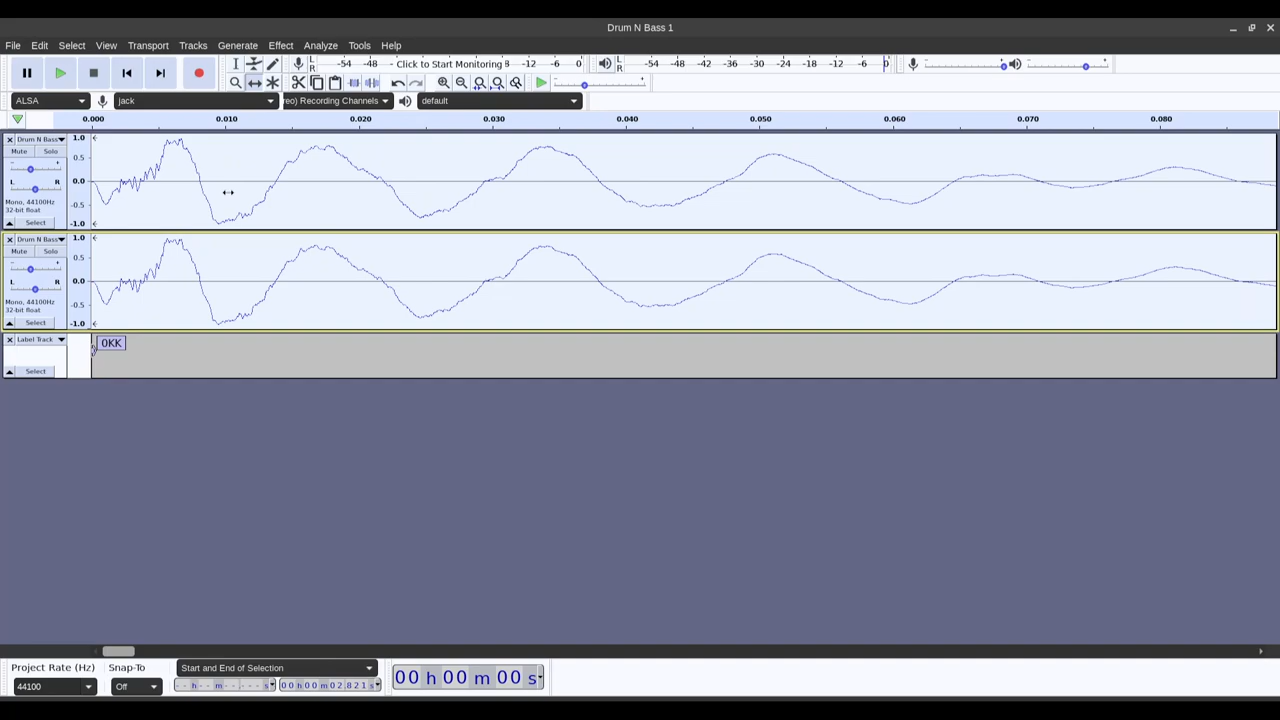 Drum N Bass 1
File Edit Select View Transport Tracks Generate Effect Analyze Tools Help
L R -54 -48 Click to Start Monitoring 8 -12 -6 0 L R -54 -48 -42 -36 -30 -24 -18 -12 -6 0
ALSA jack reo) Recording Channels default
0.000 0.010 0.020 0.030 0.040 0.050 0.060 0.070 0.080
Drum N Bass 1.0
Mute Solo 0.5
- +
L R 0.0
Mono, 44100Hz
32-bit float -0.5
Select -1.0
Drum N Bass 1.0
Mute Solo 0.5
- +
L R 0.0
Mono, 44100Hz
32-bit float -0.5
Select -1.0
Label Track 0KK
Select
Project Rate (Hz) Snap-To Start and End of Selection
44100 Off - - h - - m - - . - - - s 00 h 00 m 02.821 s 00 h 00 m 00 s